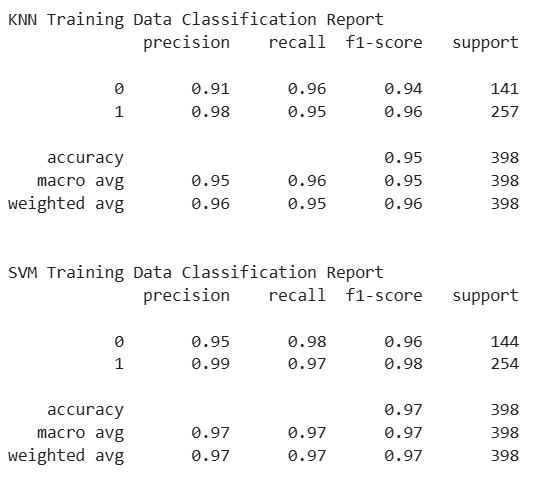 KNN Training Data Classification Report
precision recall f1-score support
0 0.91 0.96 0.94 141
1 0.98 0.95 0.96 257
accuracy 0.95 398
macro avg 0.95 0.96 0.95 398
weighted avg 0.96 0.95 0.96 398
SVM Training Data Classification Report
precision recall f1-score support
0 0.95 0.98 0.96 144
1 0.99 0.97 0.98 254
accuracy 0.97 398
macro avg 0.97 0.97 0.97 398
weighted avg 0.97 0.97 0.97 398